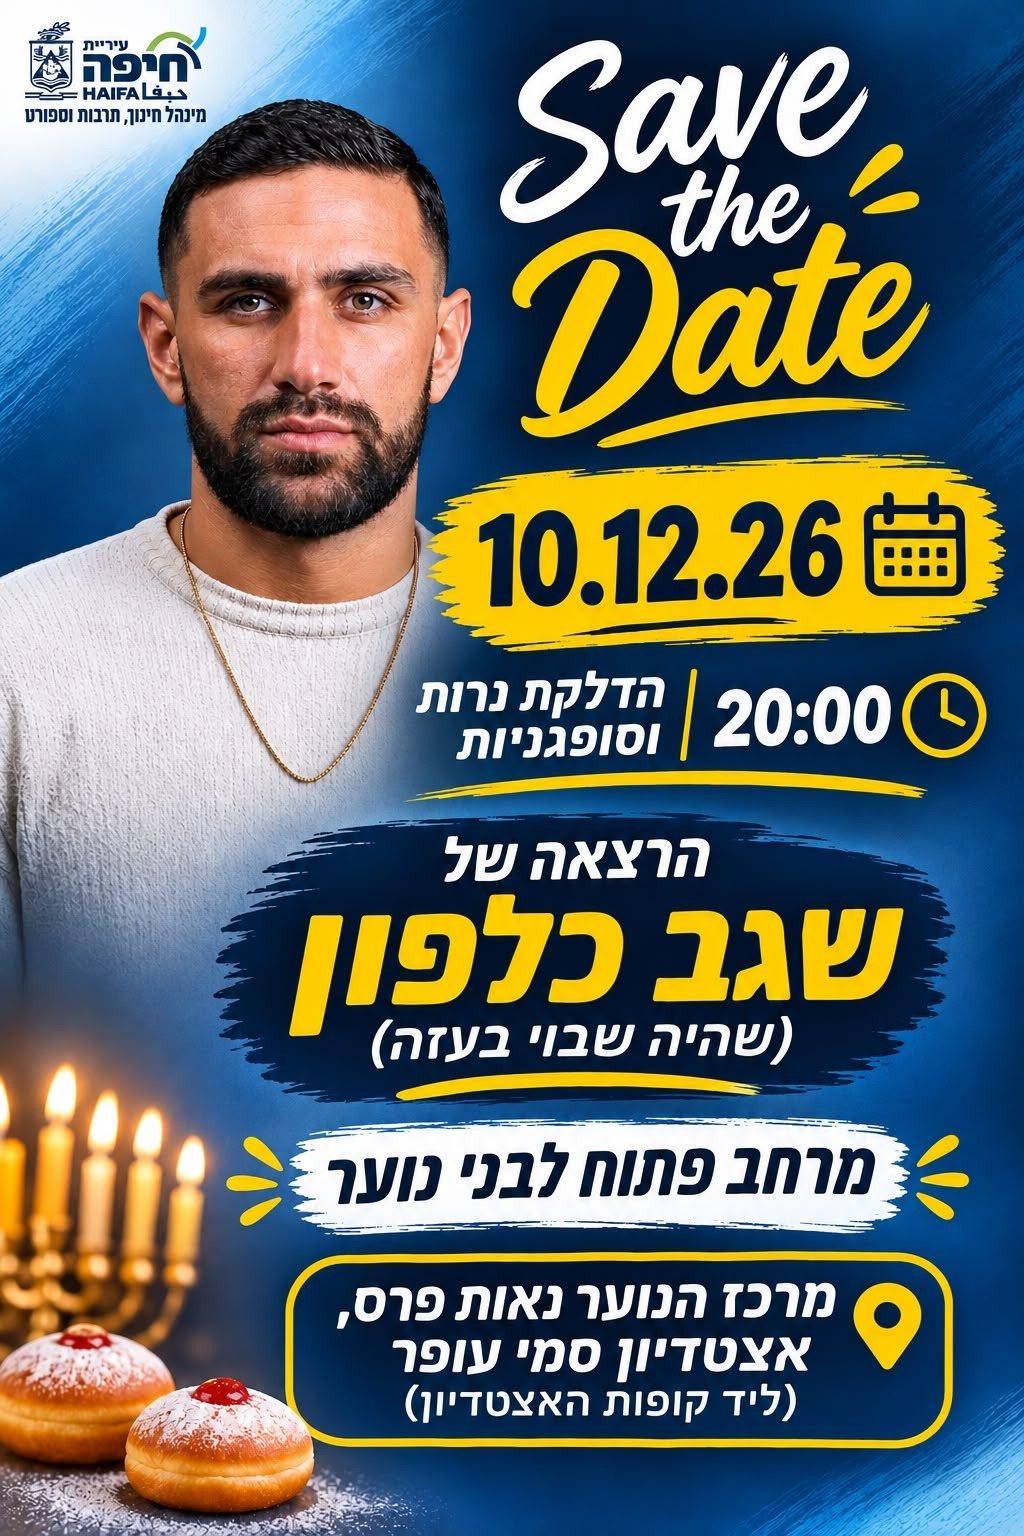 עיריית
חיפה
HAIFA حيفا
מינהל חינוך, תרבות וספורט
Save
the
Date
10.12.26
20:00
הדלקת נרות
וסופגניות
הרצאה של
שגב כלפון
(שהיה שבוי בעזה)
מרחב פתוח לבני נוער
מרכז הנוער נאות פרס,
אצטדיון סמי עופר
(ליד קופות האצטדיון)